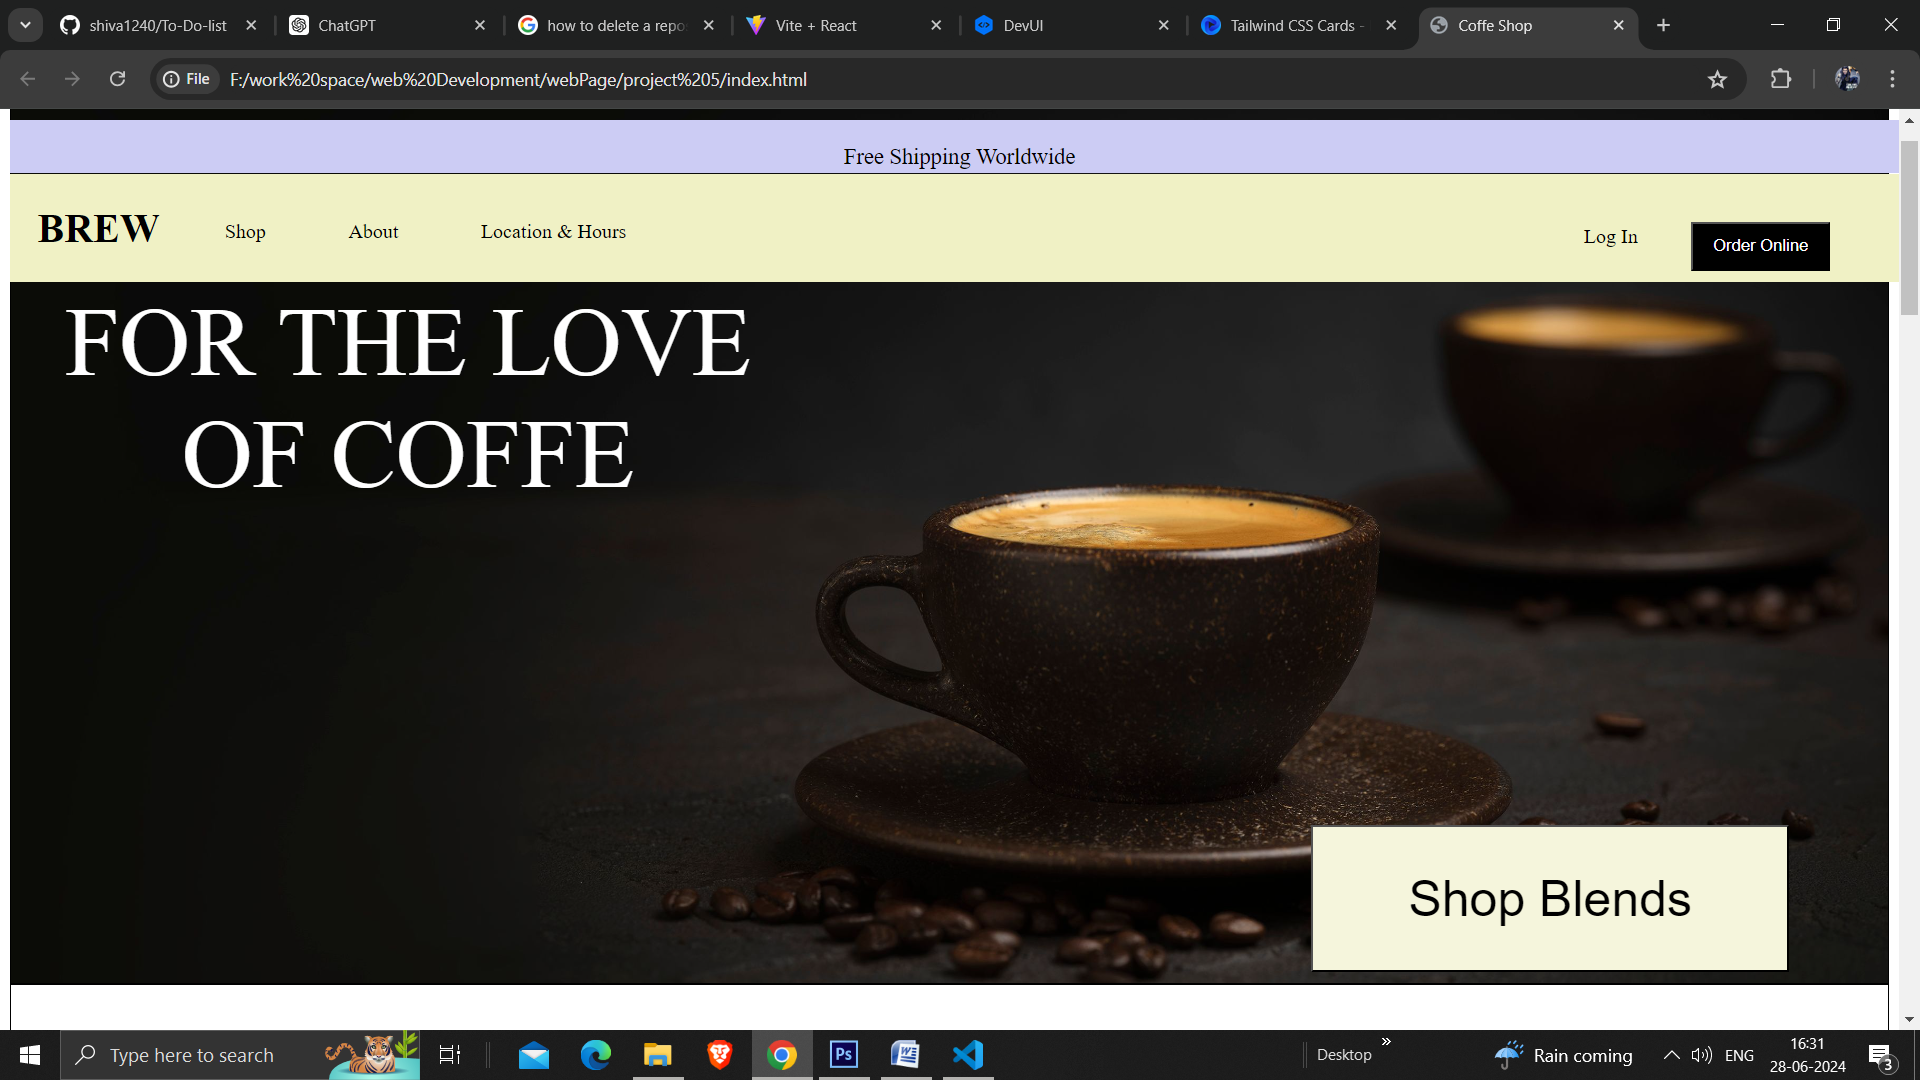 shiva1240/To-Do-list
ChatGPT
how to delete a repo
Vite + React
DevUI
Tailwind CSS Cards -
Coffe Shop
File
F:/work%20space/web%20Development/webPage/project%205/index.html
Free Shipping Worldwide
BREW
Shop
About
Location & Hours
Log In
Order Online
FOR THE LOVE
OF COFFE
Shop Blends
Type here to search
Ps
W
Desktop
»
Rain coming
ENG
16:31
28-06-2024
3